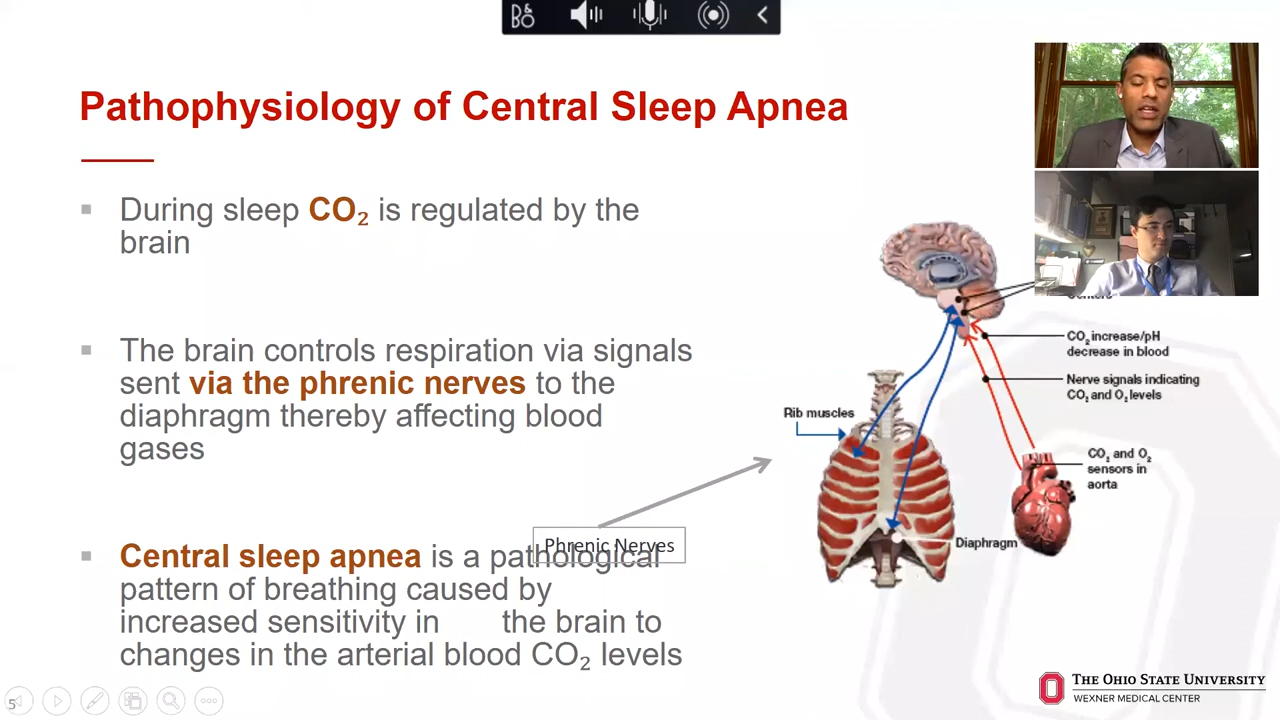 B&O
Pathophysiology of Central Sleep Apnea
During sleep CO₂ is regulated by the
brain
The brain controls respiration via signals
sent via the phrenic nerves to the
diaphragm thereby affecting blood
gases
Phrenic Nerves
Central sleep apnea is a pathological
pattern of breathing caused by
increased sensitivity in the brain to
changes in the arterial blood CO₂ levels
CO₂ increase/pH
decrease in blood
Nerve signals indicating
CO₂ and O₂ levels
Rib muscles
CO₂ and O₂
sensors in
aorta
Diaphragm
5
THE OHIO STATE UNIVERSITY
WEXNER MEDICAL CENTER